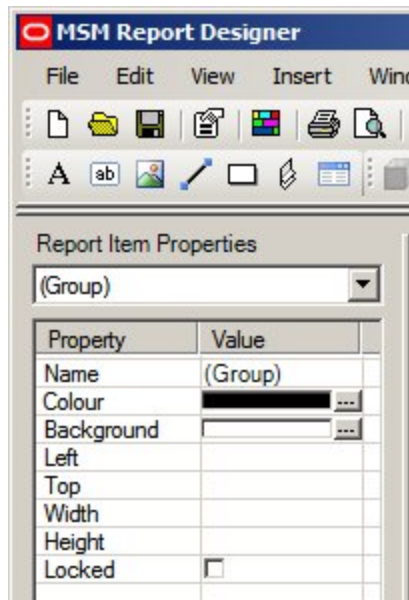 MSM Report Designer
File Edit View Insert
A ab
Report Item Properties
(Group)
Property Value
Name (Group)
Colour ...
Background ...
Left
Top
Width
Height
Locked